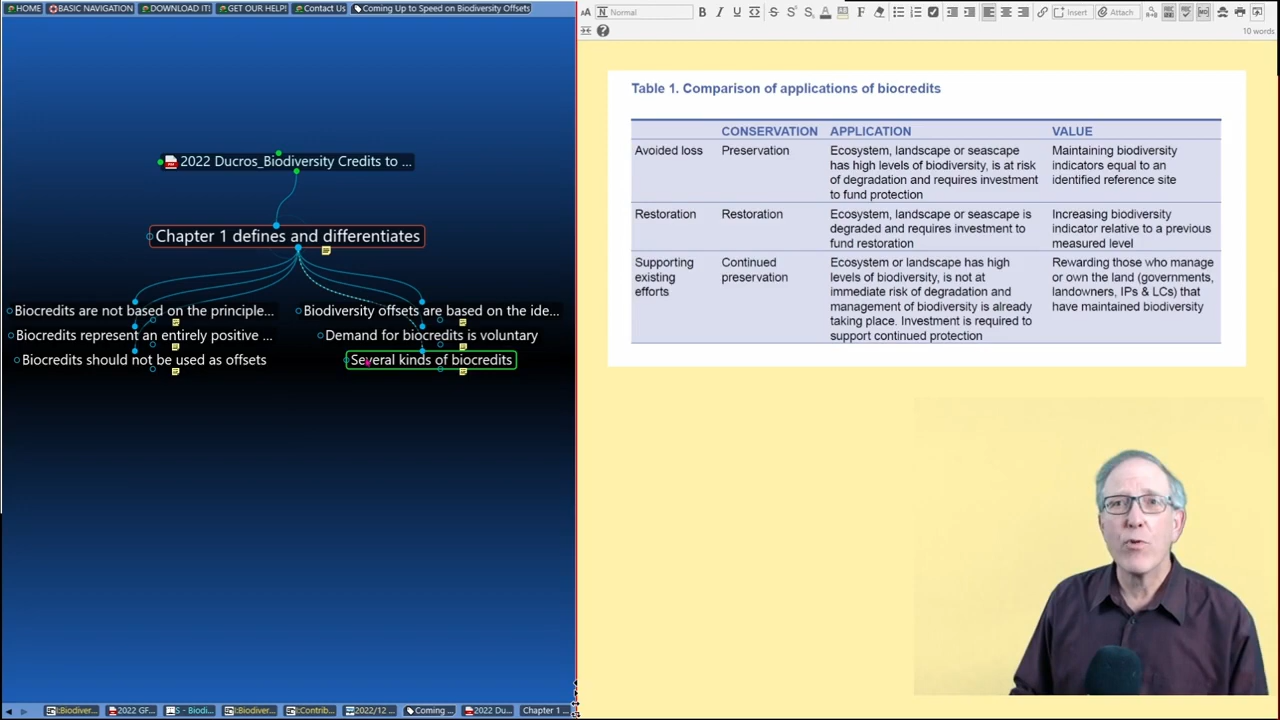 HOME BASIC NAVIGATION DOWNLOAD IT! GET OUR HELP! Contact Us Coming Up to Speed on Biodiversity Offsets
Normal B I U S S S F Insert Attach
10 words
2022 Ducros_Biodiversity Credits to ...
Chapter 1 defines and differentiates
Biocredits are not based on the principle...
Biodiversity offsets are based on the ide...
Biocredits represent an entirely positive ...
Demand for biocredits is voluntary
Biocredits should not be used as offsets
Several kinds of biocredits
Table 1. Comparison of applications of biocredits
CONSERVATION APPLICATION VALUE
Avoided loss Preservation Ecosystem, landscape or seascape Maintaining biodiversity
has high levels of biodiversity, is at risk indicators equal to an
of degradation and requires investment identified reference site
to fund protection
Restoration Restoration Ecosystem, landscape or seascape is Increasing biodiversity
degraded and requires investment to indicator relative to a previous
fund restoration measured level
Supporting Continued Ecosystem or landscape has high Rewarding those who manage
existing preservation levels of biodiversity, is not at or own the land (governments,
efforts immediate risk of degradation and landowners, IPs & LCs) that
management of biodiversity is already have maintained biodiversity
taking place. Investment is required to
support continued protection
I:Biodiver... 2022 GF... S - Biodi... I:Biodiver... I:Contrib... 2022/12 ... Coming ... 2022 Du... Chapter 1 ...